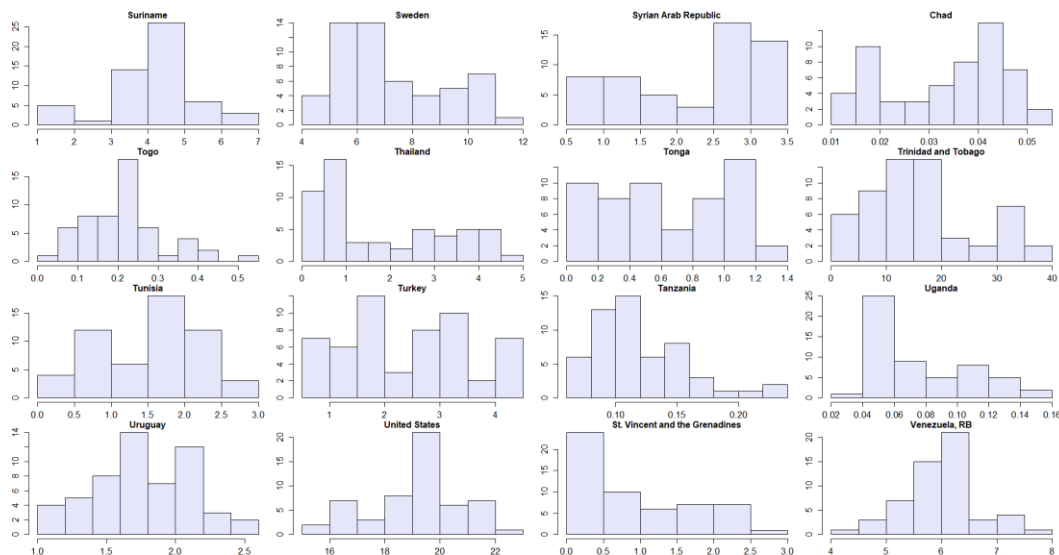 Suriname
0 5 10 15 25
1 2 3 4 5 6 7
Sweden
0 2 4 6 8 10 14
4 6 8 10 12
Syrian Arab Republic
0 5 10 15
0.5 1.0 1.5 2.0 2.5 3.0 3.5
Chad
0 2 4 6 8 12
0.01 0.02 0.03 0.04 0.05
Togo
0 5 10 15
0.0 0.1 0.2 0.3 0.4 0.5
Thailand
0 5 10 15
0 1 2 3 4 5
Tonga
0 2 4 6 8 12
0.0 0.2 0.4 0.6 0.8 1.0 1.2 1.4
Trinidad and Tobago
0 2 4 6 8 12
0 10 20 30 40
Tunisia
0 5 10 15
0.0 0.5 1.0 1.5 2.0 2.5 3.0
Turkey
0 2 4 6 8 12
1 2 3 4
Tanzania
0 5 10 15
0.10 0.15 0.20
Uganda
0 5 10 15 25
0.02 0.04 0.06 0.08 0.10 0.12 0.14 0.16
Uruguay
0 2 4 6 8 10 14
1.0 1.5 2.0 2.5
United States
0 5 10 15 20
16 18 20 22
St. Vincent and the Grenadines
0 5 10 15 20
0.0 0.5 1.0 1.5 2.0 2.5 3.0
Venezuela, RB
0 5 10 15 20
4 5 6 7 8